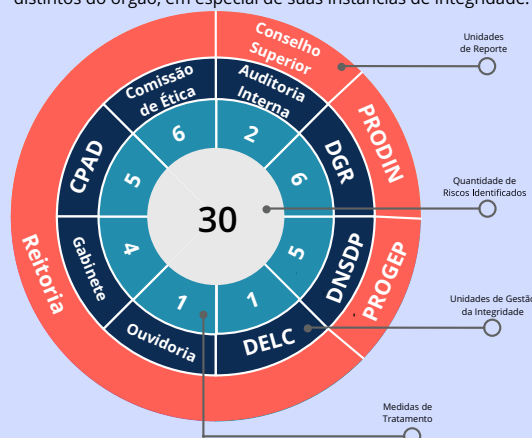 distintos do órgão, em especial de suas instâncias de integridade.
Unidades
de Reporte
Conselho
Superior
PRODIN
PROGEP
Reitoria
Comissão
de Ética
Auditoria
Interna
DGR
DNSDP
DELC
Ouvidoria
Gabinete
CPAD
6
2
6
5
1
1
4
5
30
Quantidade de
Riscos Identificados
Unidades de Gestão
da Integridade
Medidas de
Tratamento